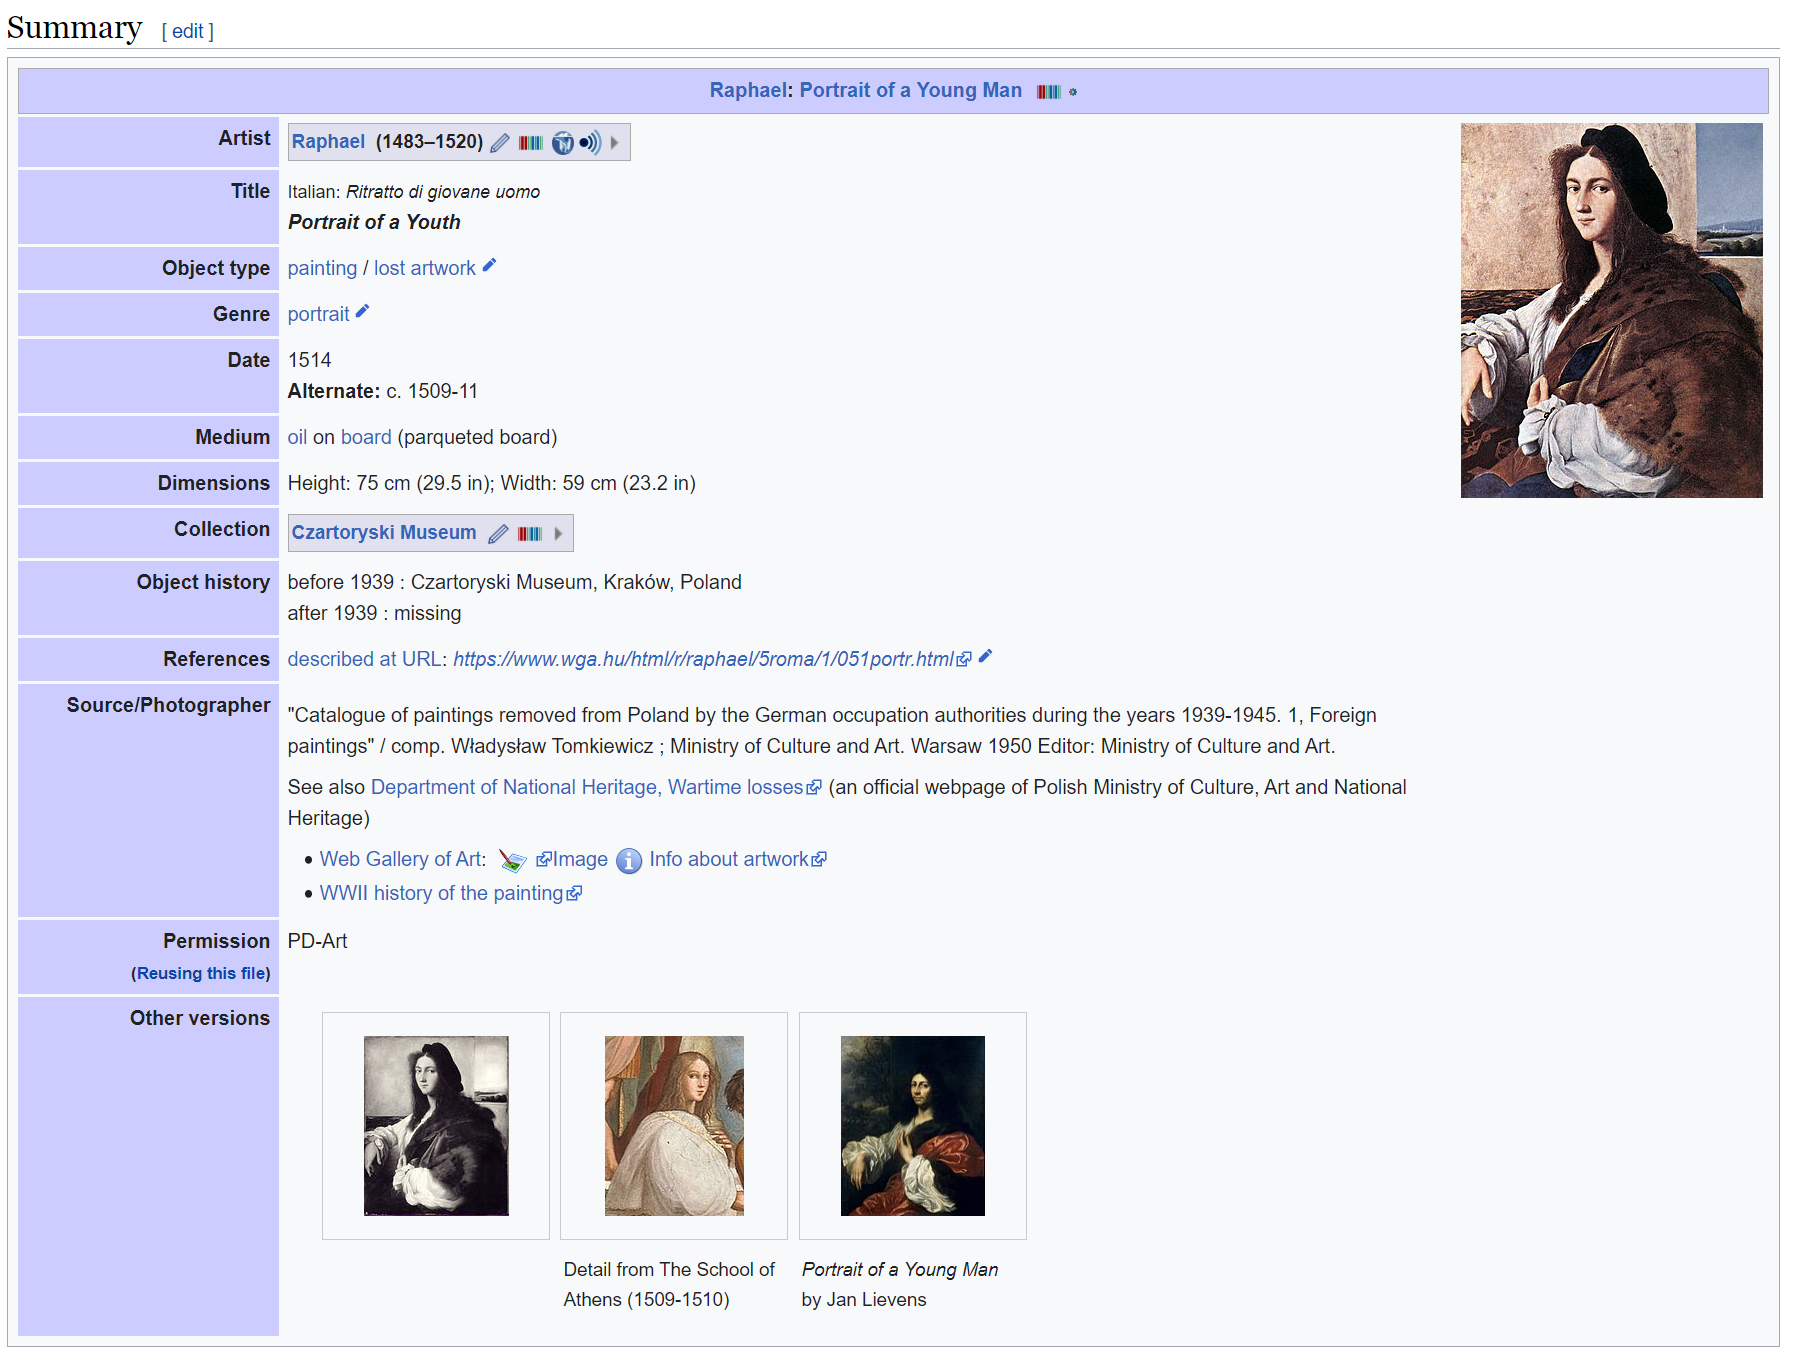 Summary [ edit ]
Raphael: Portrait of a Young Man
Artist
Raphael (1483–1520)
Title
Italian: Ritratto di giovane uomo
Portrait of a Youth
Object type
painting / lost artwork
Genre
portrait
Date
1514
Alternate: c. 1509-11
Medium
oil on board (parqueted board)
Dimensions
Height: 75 cm (29.5 in); Width: 59 cm (23.2 in)
Collection
Czartoryski Museum
Object history
before 1939 : Czartoryski Museum, Kraków, Poland
after 1939 : missing
References
described at URL: https://www.wga.hu/html/r/raphael/5roma/1/051portr.html
Source/Photographer
"Catalogue of paintings removed from Poland by the German occupation authorities during the years 1939-1945. 1, Foreign
paintings" / comp. Władysław Tomkiewicz ; Ministry of Culture and Art. Warsaw 1950 Editor: Ministry of Culture and Art.
See also Department of National Heritage, Wartime losses (an official webpage of Polish Ministry of Culture, Art and National
Heritage)
• Web Gallery of Art: Image Info about artwork
• WWII history of the painting
Permission
(Reusing this file)
PD-Art
Other versions
Detail from The School of
Athens (1509-1510)
Portrait of a Young Man
by Jan Lievens